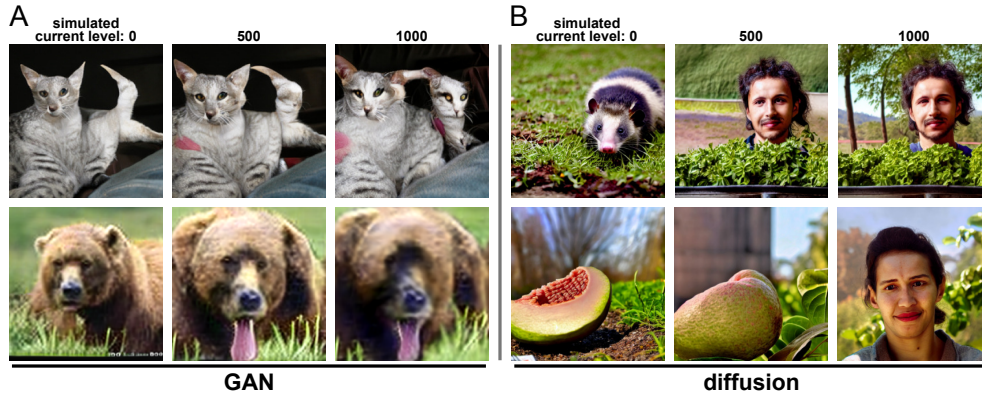 A
B
simulated
current level: 0
500
1000
simulated
current level: 0
500
1000
GAN
diffusion